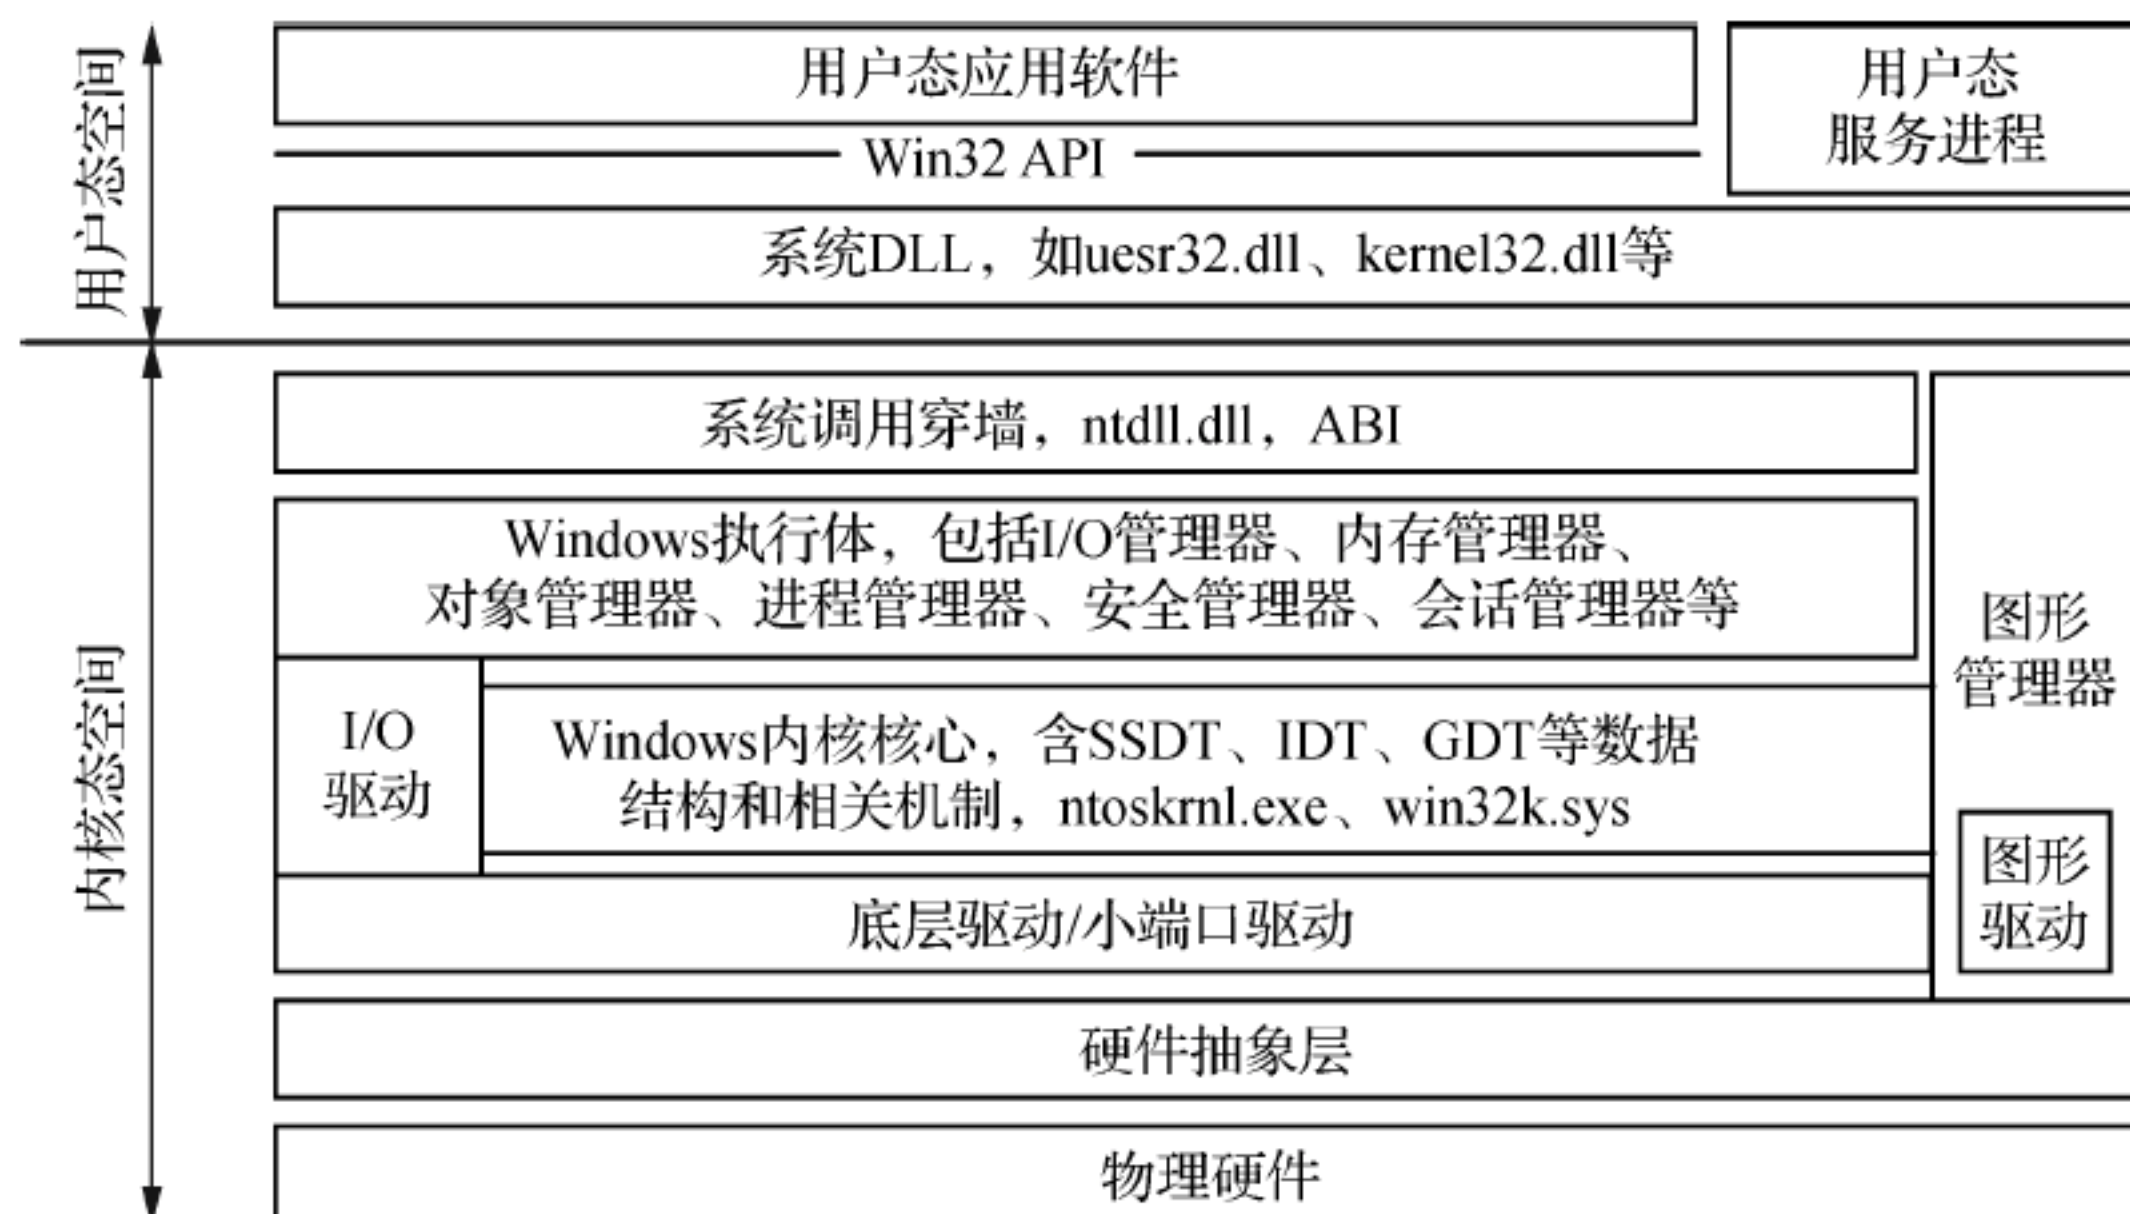 用户态空间
用户态应用软件
用户态
服务进程
Win32 API
系统DLL，如uesr32.dll、kernel32.dll等
内核态空间
系统调用穿墙，ntdll.dll，ABI
Windows执行体，包括I/O管理器、内存管理器、
对象管理器、进程管理器、安全管理器、会话管理器等
图形
管理器
I/O
驱动
Windows内核核心，含SSDT、IDT、GDT等数据
结构和相关机制，ntoskrnl.exe、win32k.sys
图形
驱动
底层驱动/小端口驱动
硬件抽象层
物理硬件